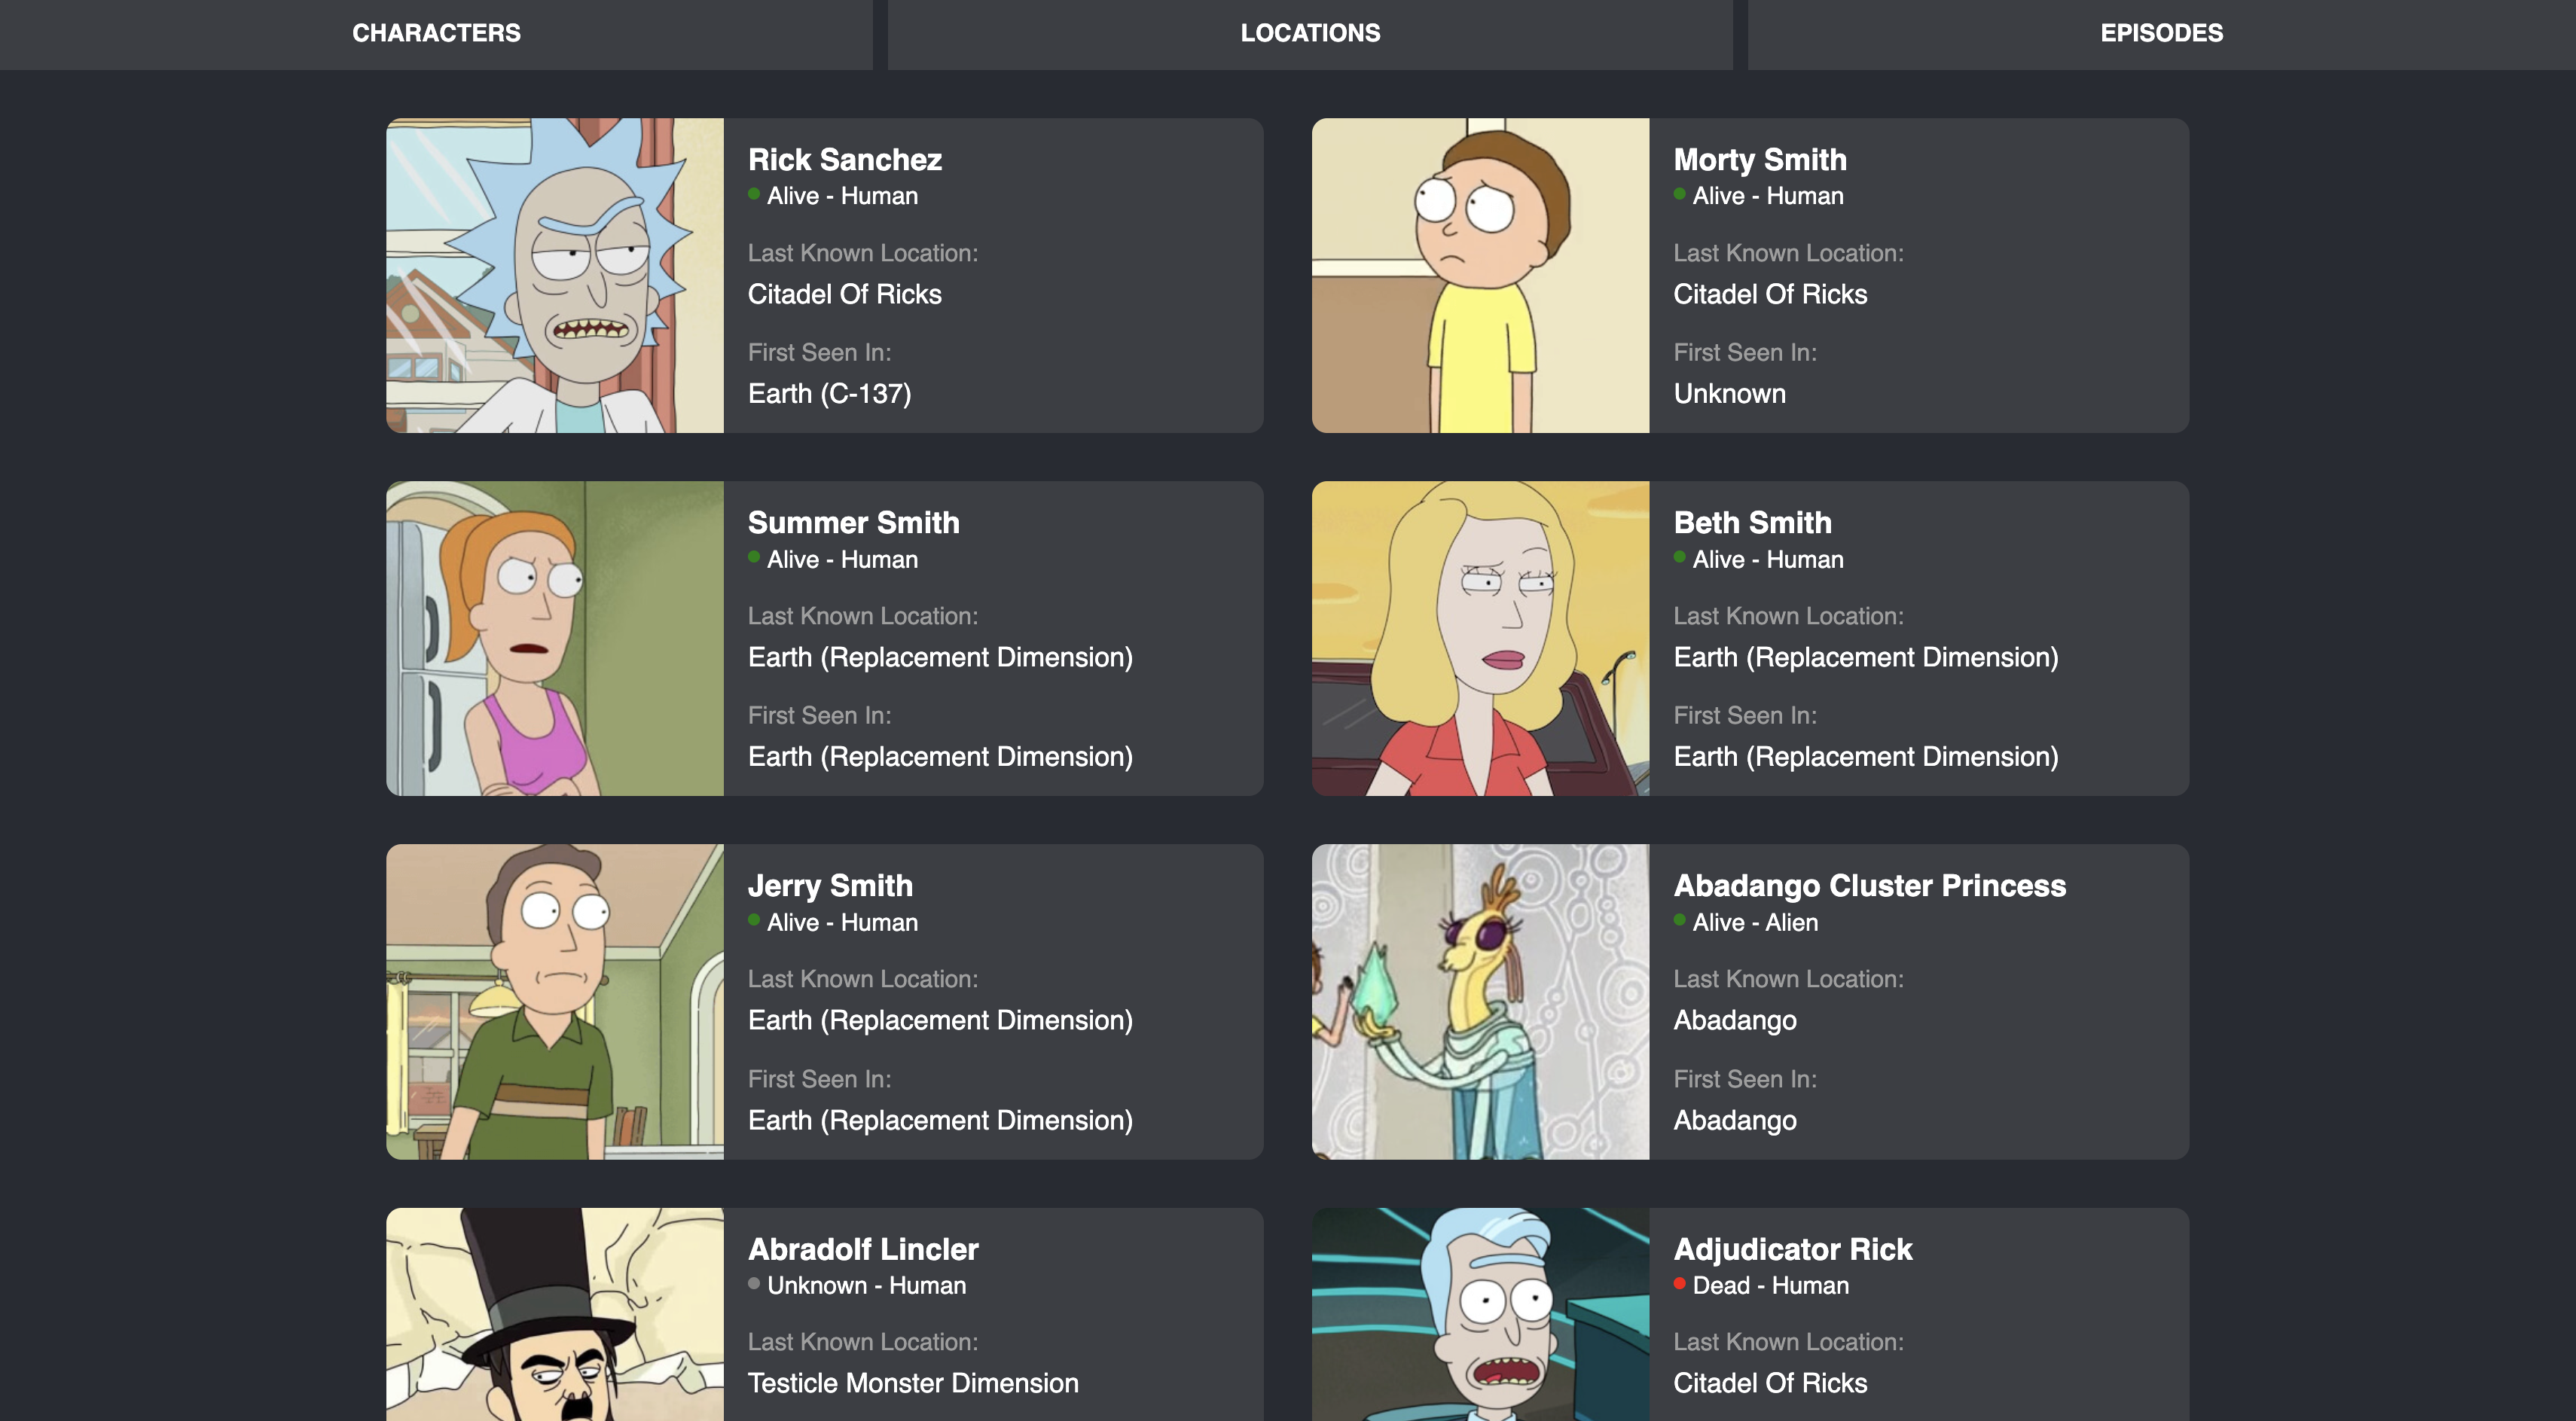 CHARACTERS
LOCATIONS
EPISODES
Rick Sanchez
Alive - Human
Last Known Location:
Citadel Of Ricks
First Seen In:
Earth (C-137)
Morty Smith
Alive - Human
Last Known Location:
Citadel Of Ricks
First Seen In:
Unknown
Summer Smith
Alive - Human
Last Known Location:
Earth (Replacement Dimension)
First Seen In:
Earth (Replacement Dimension)
Beth Smith
Alive - Human
Last Known Location:
Earth (Replacement Dimension)
First Seen In:
Earth (Replacement Dimension)
Jerry Smith
Alive - Human
Last Known Location:
Earth (Replacement Dimension)
First Seen In:
Earth (Replacement Dimension)
Abadango Cluster Princess
Alive - Alien
Last Known Location:
Abadango
First Seen In:
Abadango
Abradolf Lincler
Unknown - Human
Last Known Location:
Testicle Monster Dimension
Adjudicator Rick
Dead - Human
Last Known Location:
Citadel Of Ricks